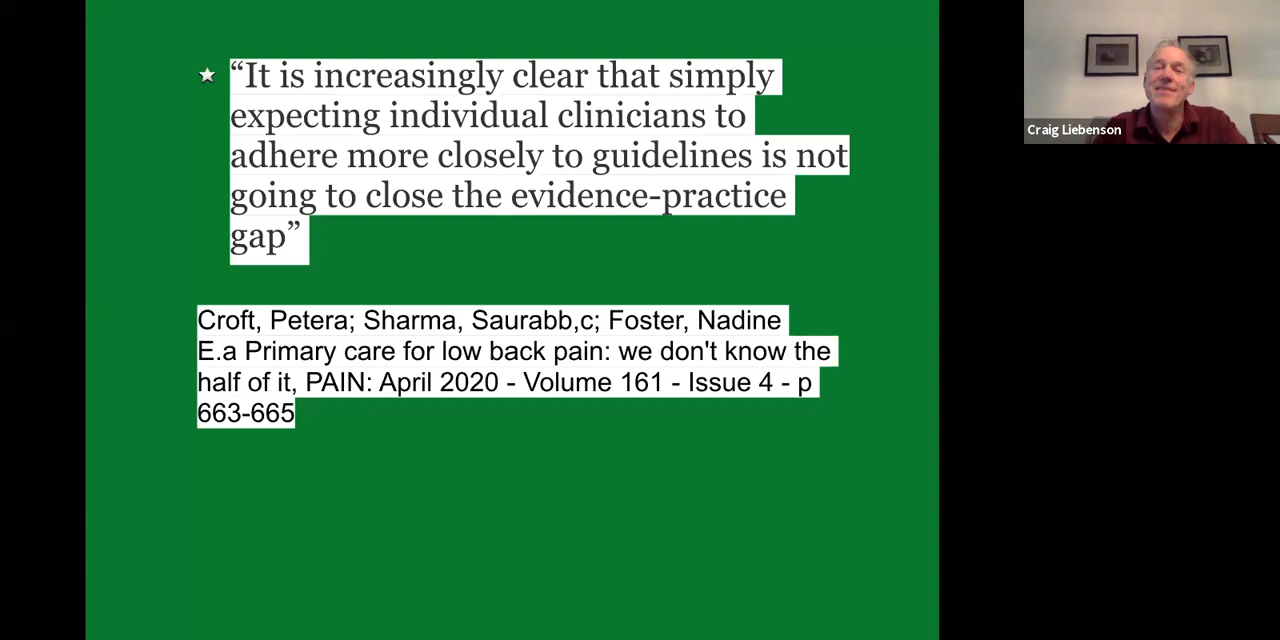 “It is increasingly clear that simply
expecting individual clinicians to
adhere more closely to guidelines is not
going to close the evidence-practice
gap”
Croft, Petera; Sharma, Saurabb,c; Foster, Nadine
E.a Primary care for low back pain: we don't know the
half of it, PAIN: April 2020 - Volume 161 - Issue 4 - p
663-665
Craig Liebenson